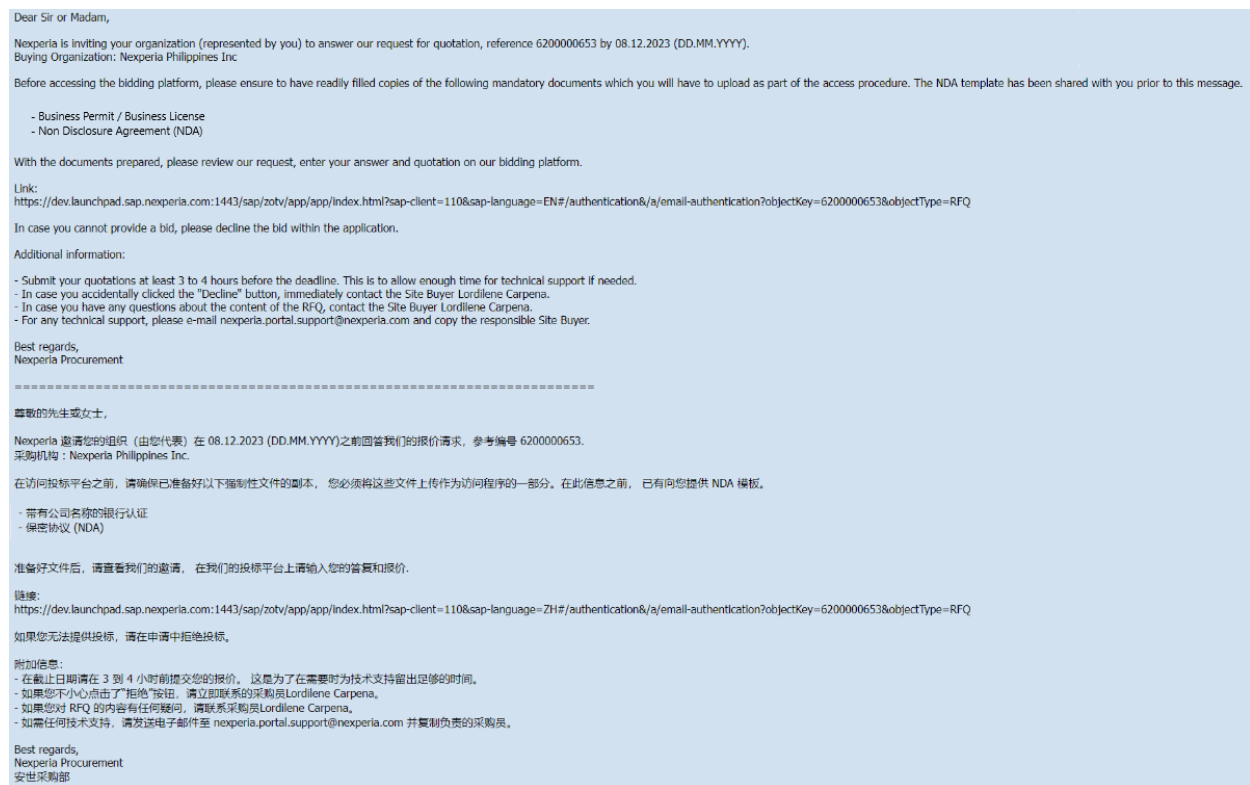 Dear Sir or Madam,
Nexperia is inviting your organization (represented by you) to answer our request for quotation, reference 6200000653 by 08.12.2023 (DD.MM.YYYY).
Buying Organization: Nexperia Philippines Inc
Before accessing the bidding platform, please ensure to have readily filled copies of the following mandatory documents which you will have to upload as part of the access procedure. The NDA template has been shared with you prior to this message.
- Business Permit / Business License
- Non Disclosure Agreement (NDA)
With the documents prepared, please review our request, enter your answer and quotation on our bidding platform.
Link:
https://dev.launchpad.sap.nexperia.com:1443/sap/zotv/app/app/index.html?sap-client=110&sap-language=EN#/authentication&/a/email-authentication?objectKey=6200000653&objectType=RFQ
In case you cannot provide a bid, please decline the bid within the application.
Additional information:
- Submit your quotations at least 3 to 4 hours before the deadline. This is to allow enough time for technical support if needed.
- In case you accidentally clicked the "Decline" button, immediately contact the Site Buyer Lordilene Carpena.
- In case you have any questions about the content of the RFQ, contact the Site Buyer Lordilene Carpena.
- For any technical support, please e-mail nexperia.portal.support@nexperia.com and copy the responsible Site Buyer.
Best regards,
Nexperia Procurement
========================================================================
尊敬的先生或女士，
Nexperia 邀请您的组织（由您代表）在 08.12.2023 (DD.MM.YYYY)之前回答我们的报价请求，参考编号 6200000653.
采购机构：Nexperia Philippines Inc.
在访问投标平台之前，请确保已准备好以下强制性文件的副本， 您必须将这些文件上传作为访问程序的一部分。在此信息之前， 已有向您提供 NDA 模板。
- 带有公司名称的银行认证
- 保密协议 (NDA)
准备好文件后，请查看我们的邀请， 在我们的投标平台上请输入您的答复和报价.
链接:
https://dev.launchpad.sap.nexperia.com:1443/sap/zotv/app/app/index.html?sap-client=110&sap-language=ZH#/authentication&/a/email-authentication?objectKey=6200000653&objectType=RFQ
如果您无法提供投标，请在申请中拒绝投标。
附加信息:
- 在截止日期请在 3 到 4 小时前提交您的报价。 这是为了在需要时为技术支持留出足够的时间。
- 如果您不小心点击了“拒绝”按钮，请立即联系的采购员Lordilene Carpena。
- 如果您对 RFQ 的内容有任何疑问，请联系采购员Lordilene Carpena。
- 如需任何技术支持，请发送电子邮件至 nexperia.portal.support@nexperia.com 并复制负责的采购员。
Best regards,
Nexperia Procurement
安世采购部